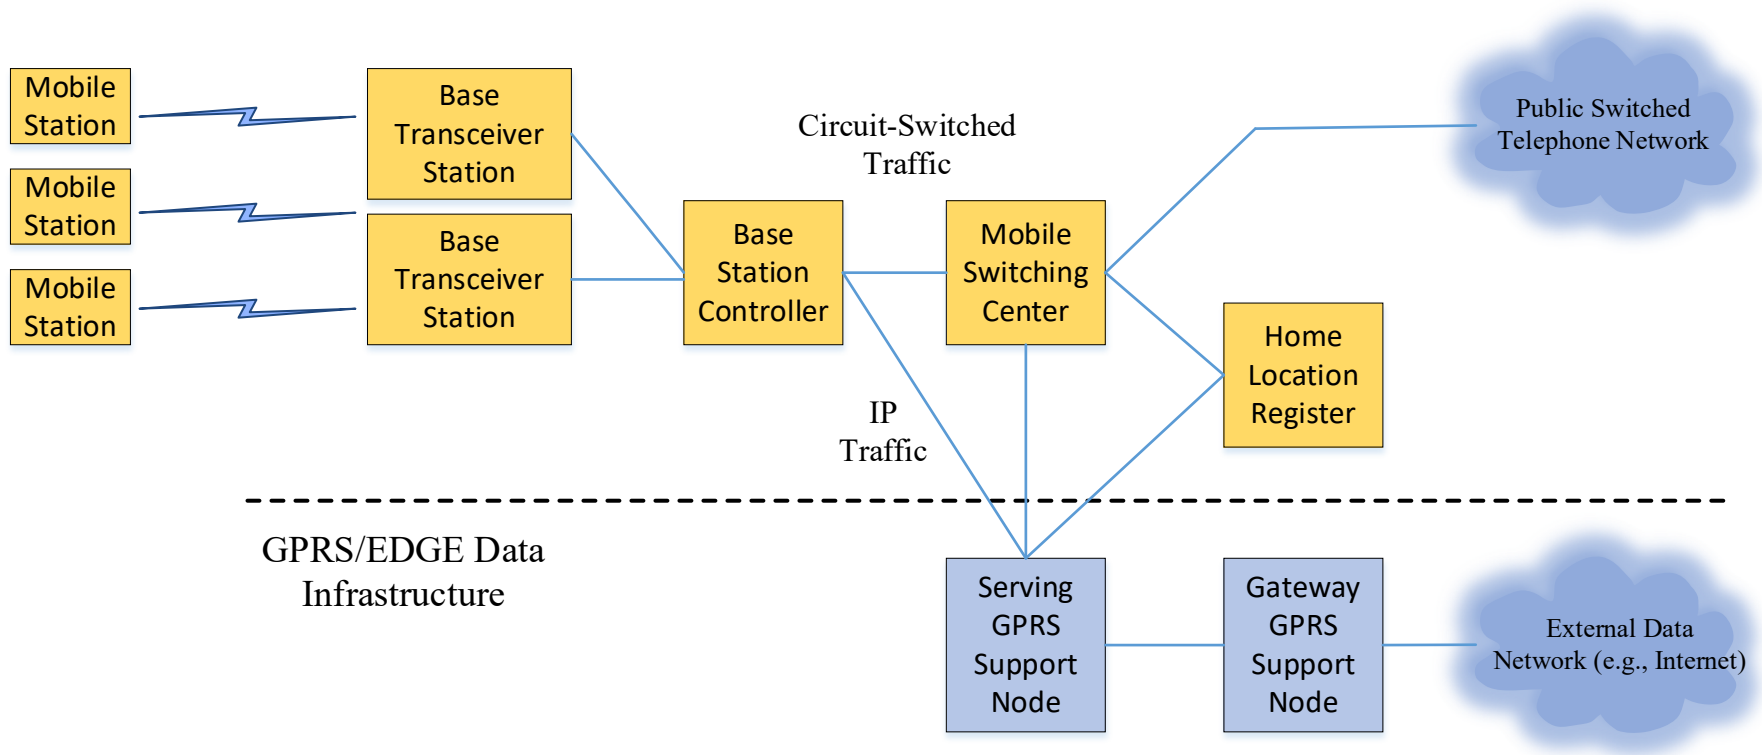 Mobile
Station
Mobile
Station
Mobile
Station
Base
Transceiver
Station
Base
Transceiver
Station
Base
Station
Controller
Circuit-Switched
Traffic
Mobile
Switching
Center
Public Switched
Telephone Network
Home
Location
Register
IP
Traffic
GPRS/EDGE Data
Infrastructure
Serving
GPRS
Support
Node
Gateway
GPRS
Support
Node
External Data
Network (e.g., Internet)